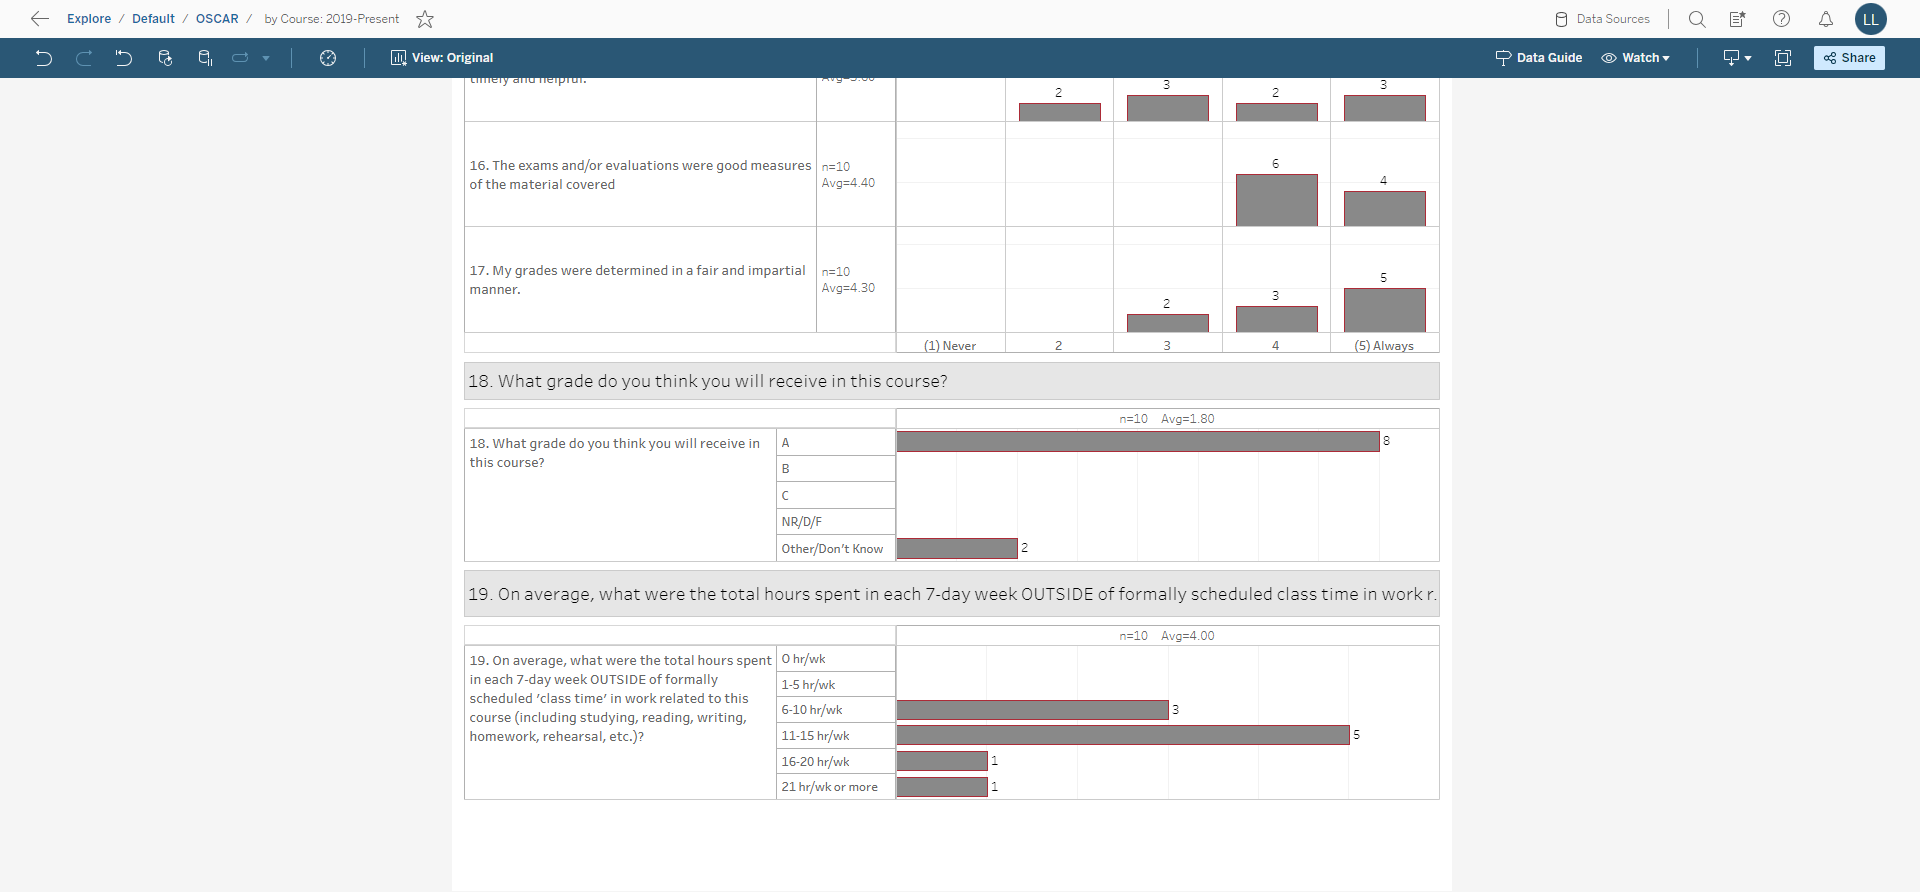 Explore / Default / OSCAR / by Course: 2019-Present
Data Sources
LL
View: Original
Data Guide
Watch
Share
timely and helpful.
Avg=3.60
2
3
2
3
16. The exams and/or evaluations were good measures
of the material covered
n=10
Avg=4.40
6
4
17. My grades were determined in a fair and impartial
manner.
n=10
Avg=4.30
2
3
5
(1) Never
2
3
4
(5) Always
18. What grade do you think you will receive in this course?
n=10 Avg=1.80
18. What grade do you think you will receive in
this course?
A
8
B
C
NR/D/F
Other/Don't Know
2
19. On average, what were the total hours spent in each 7-day week OUTSIDE of formally scheduled class time in work r.
n=10 Avg=4.00
19. On average, what were the total hours spent
in each 7-day week OUTSIDE of formally
scheduled 'class time' in work related to this
course (including studying, reading, writing,
homework, rehearsal, etc.)?
0 hr/wk
1-5 hr/wk
6-10 hr/wk
3
11-15 hr/wk
5
16-20 hr/wk
1
21 hr/wk or more
1